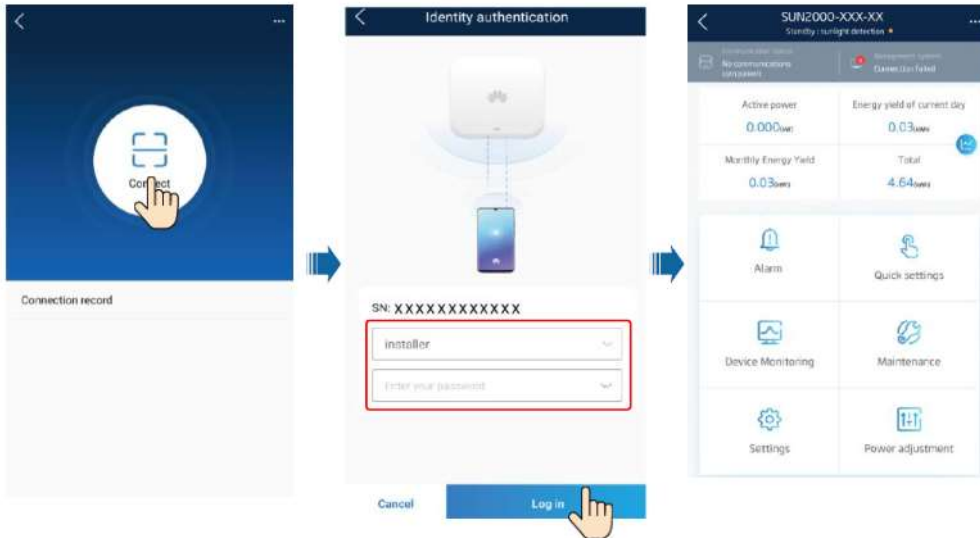 Connect
Connection record
Identity authentication
SN: XXXXXXXXXXXX
installer
Enter your password
Cancel
Log in
SUN2000-XXX-XX
Standby : sunlight detection
No communications
Connection failed
Active power
0.000
Energy yield of current day
0.03
Monthly Energy Yield
0.03
Total
4.64
Alarm
Quick settings
Device Monitoring
Maintenance
Settings
Power adjustment